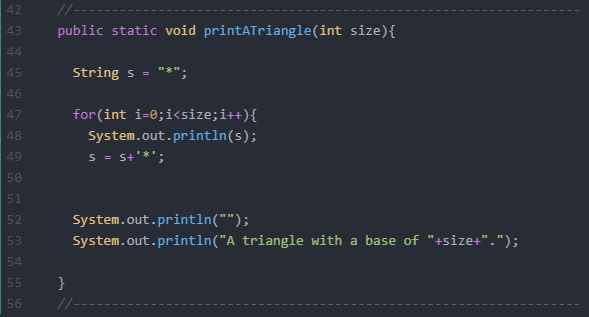 42 //-------------------------------------------------------------------
43 public static void printATriangle(int size){
44
45 String s = "*";
46
47 for(int i=0;i<size;i++){
48 System.out.println(s);
49 s = s+'*';
50
51
52 System.out.println("");
53 System.out.println("A triangle with a base of "+size+".");
54
55 }
56 //-------------------------------------------------------------------